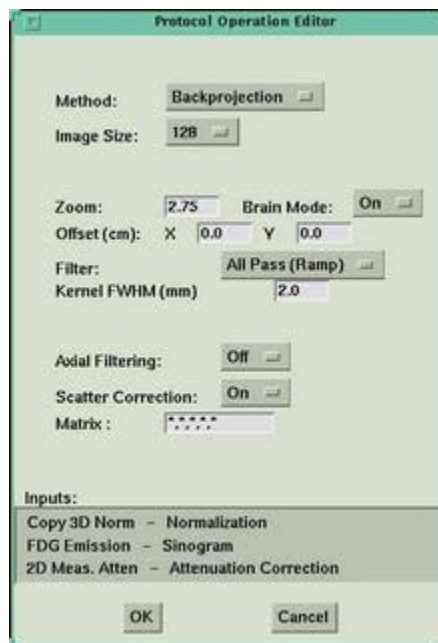 Protocol Operation Editor
Method: Backprojection
Image Size: 128
Zoom: 2.75 Brain Mode: On
Offset (cm): X 0.0 Y 0.0
Filter: All Pass (Ramp)
Kernel FWHM (mm) 2.0
Axial Filtering: Off
Scatter Correction: On
Matrix : *.*.*.*.*
Inputs:
Copy 3D Norm - Normalization
FDG Emission - Sinogram
2D Meas. Atten - Attenuation Correction
OK Cancel